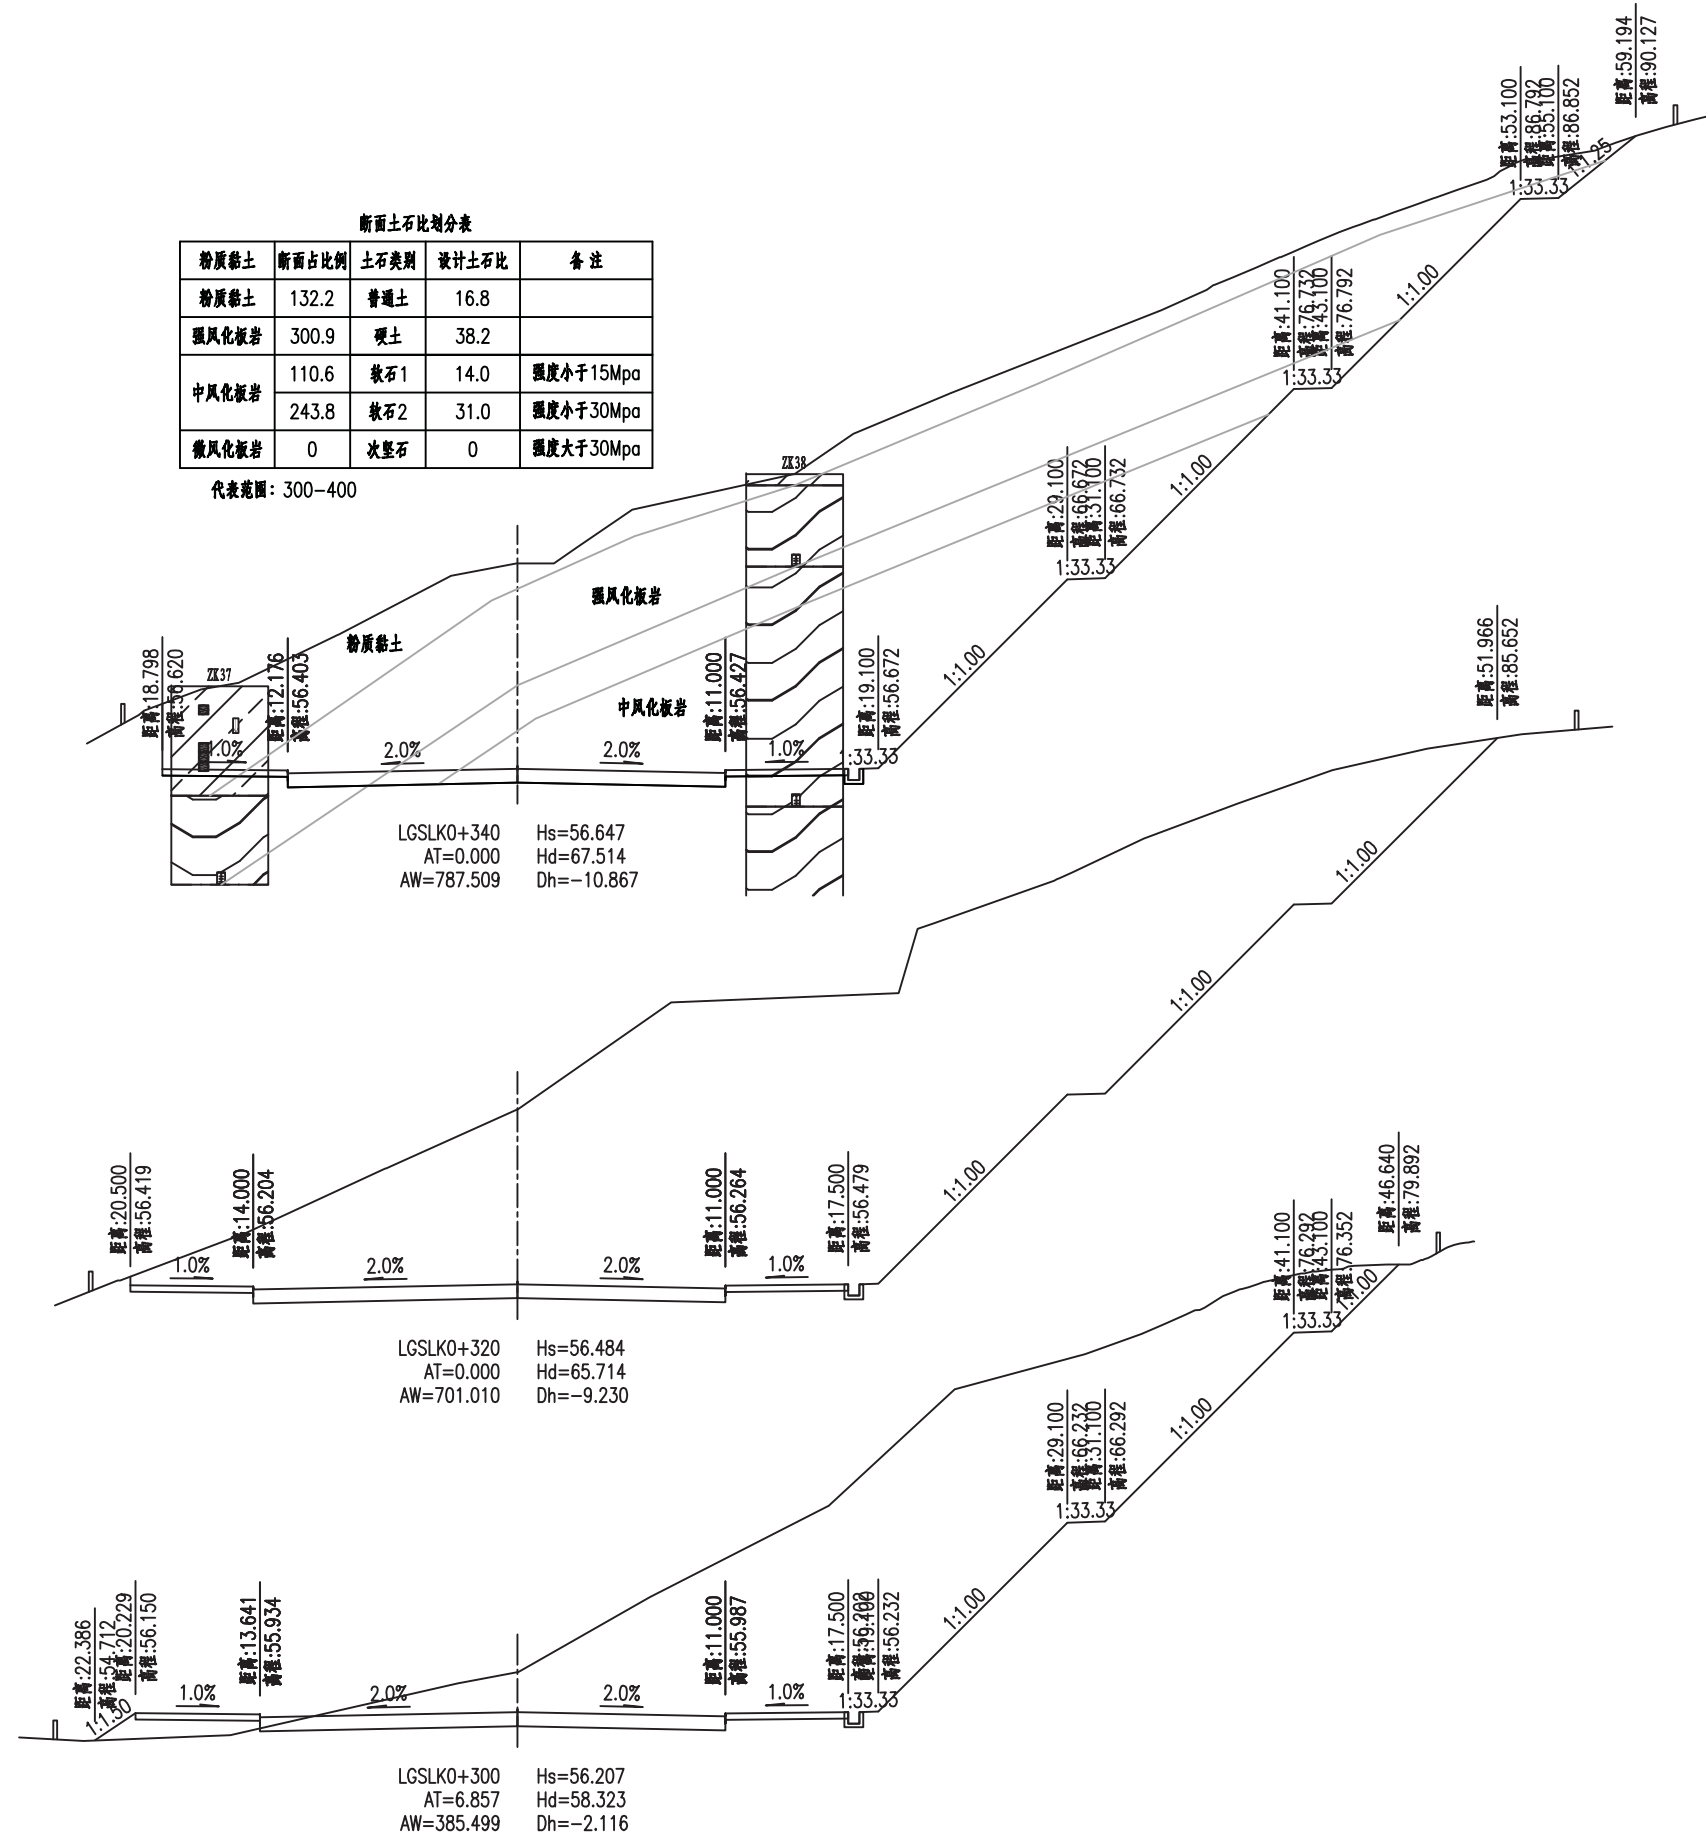 断面土石比划分表
粉质黏土 断面占比例 土石类别 设计土石比 备 注
粉质黏土 132.2 普通土 16.8
强风化板岩 300.9 硬土 38.2
中风化板岩 110.6 软石1 14.0 强度小于15Mpa
243.8 软石2 31.0 强度小于30Mpa
微风化板岩 0 次坚石 0 强度大于30Mpa
代表范围：300-400
距离:59.194
高程:90.127
距离:53.100
高程:86.792
距离:55.100
高程:86.852
1:1.25
1:33.33
1:1.00
距离:41.100
高程:76.732
距离:43.100
高程:76.792
1:33.33
1:1.00
距离:29.100
高程:66.672
距离:31.100
高程:66.732
1:33.33
1:1.00
ZK38
强风化板岩
粉质黏土
中风化板岩
ZK37
距离:18.798
高程:56.620
距离:12.176
高程:56.403
距离:11.000
高程:56.427
距离:19.100
高程:56.672
1.0%
2.0%
2.0%
1.0%
1:33.33
LGSLK0+340 Hs=56.647
AT=0.000 Hd=67.514
AW=787.509 Dh=-10.867
距离:51.966
高程:85.652
1:1.00
1:1.00
1:1.00
距离:20.500
高程:56.419
距离:14.000
高程:56.204
距离:11.000
高程:56.264
距离:17.500
高程:56.479
1.0%
2.0%
2.0%
1.0%
LGSLK0+320 Hs=56.484
AT=0.000 Hd=65.714
AW=701.010 Dh=-9.230
距离:46.640
高程:79.892
距离:41.100
高程:76.292
距离:43.100
高程:76.352
1:1.00
1:33.33
1:1.00
距离:29.100
高程:66.232
距离:31.100
高程:66.292
1:33.33
1:1.00
距离:22.386
高程:54.712
距离:20.229
高程:56.150
距离:13.641
高程:55.934
距离:11.000
高程:55.987
距离:17.500
高程:56.202
距离:19.100
高程:56.232
1:1.50
1.0%
2.0%
2.0%
1.0%
1:33.33
LGSLK0+300 Hs=56.207
AT=6.857 Hd=58.323
AW=385.499 Dh=-2.116